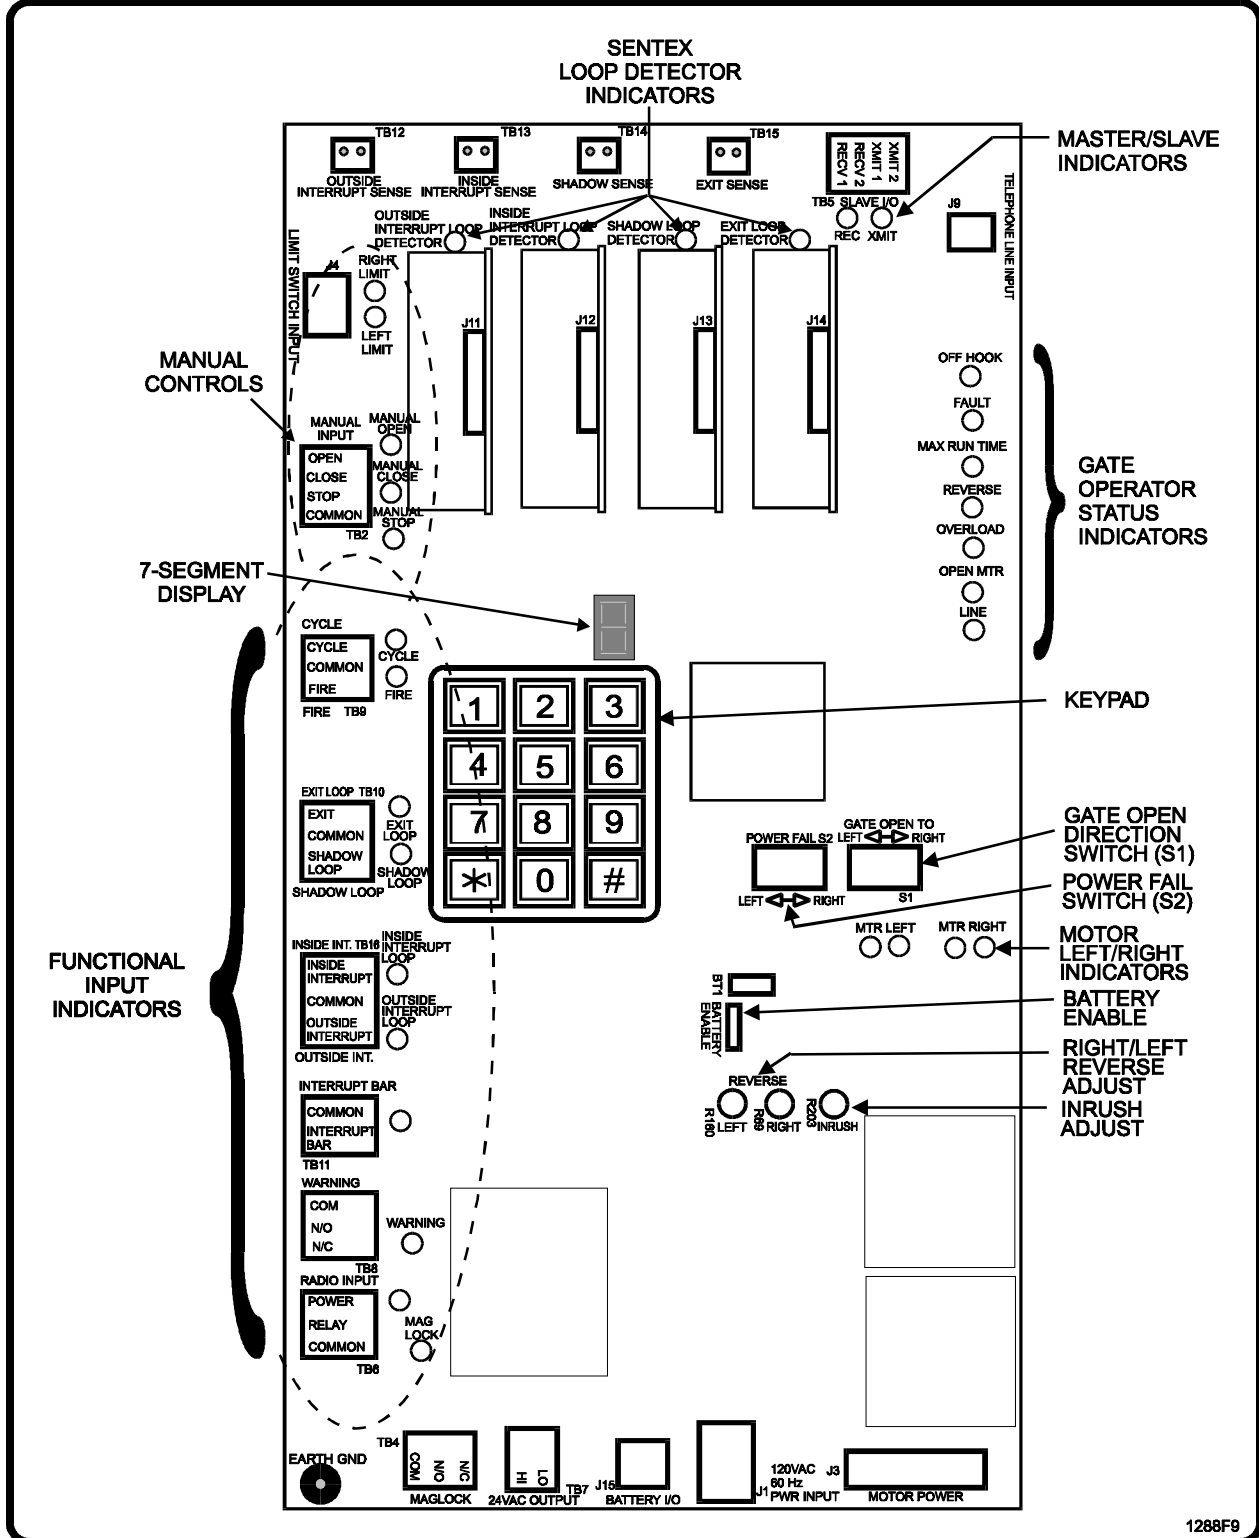 SENTEX
LOOP DETECTOR
INDICATORS
MASTER/SLAVE
INDICATORS
TB12
OUTSIDE
INTERRUPT SENSE
TB13
INSIDE
INTERRUPT SENSE
TB14
SHADOW SENSE
TB15
EXIT SENSE
RECV 1
RECV 2
XMIT 1
XMIT 2
TB5 SLAVE I/O
REC XMIT
J9
TELEPHONE LINE INPUT
OUTSIDE
INTERRUPT LOOP
DETECTOR
INSIDE
INTERRUPT LOOP
DETECTOR
SHADOW LOOP
DETECTOR
EXIT LOOP
DETECTOR
LIMIT SWITCH INPUT
J4
RIGHT
LIMIT
LEFT
LIMIT
J11
J12
J13
J14
MANUAL
CONTROLS
MANUAL
INPUT
OPEN
CLOSE
STOP
COMMON
TB2
MANUAL
OPEN
MANUAL
CLOSE
MANUAL
STOP
OFF HOOK
FAULT
MAX RUN TIME
REVERSE
OVERLOAD
OPEN MTR
LINE
GATE
OPERATOR
STATUS
INDICATORS
7-SEGMENT
DISPLAY
CYCLE
CYCLE
COMMON
FIRE
FIRE TB9
CYCLE
FIRE
1 2 3
4 5 6
7 8 9
* 0 #
KEYPAD
EXIT LOOP TB10
EXIT
COMMON
SHADOW
LOOP
SHADOW LOOP
EXIT
LOOP
SHADOW
LOOP
POWER FAIL S2
LEFT RIGHT
GATE OPEN TO
LEFT RIGHT
S1
GATE OPEN
DIRECTION
SWITCH (S1)
POWER FAIL
SWITCH (S2)
MTR LEFT
MTR RIGHT
MOTOR
LEFT/RIGHT
INDICATORS
FUNCTIONAL
INPUT
INDICATORS
INSIDE INT. TB16
INSIDE
INTERRUPT
COMMON
OUTSIDE
INTERRUPT
OUTSIDE INT.
INSIDE
INTERRUPT
LOOP
OUTSIDE
INTERRUPT
LOOP
BT1
BATTERY
ENABLE
BATTERY
ENABLE
RIGHT/LEFT
REVERSE
ADJUST
INRUSH
ADJUST
REVERSE
R160
LEFT
R69
RIGHT
R203
INRUSH
INTERRUPT BAR
COMMON
INTERRUPT
BAR
TB11
WARNING
COM
N/O
N/C
TB8
WARNING
RADIO INPUT
POWER
RELAY
COMMON
TB6
MAG
LOCK
EARTH GND
TB4
COM
N/O
N/C
MAGLOCK
HI
LO
TB7
24VAC OUTPUT
J15
BATTERY I/O
J1
120VAC
60 Hz
PWR INPUT
J3
MOTOR POWER
1288F9